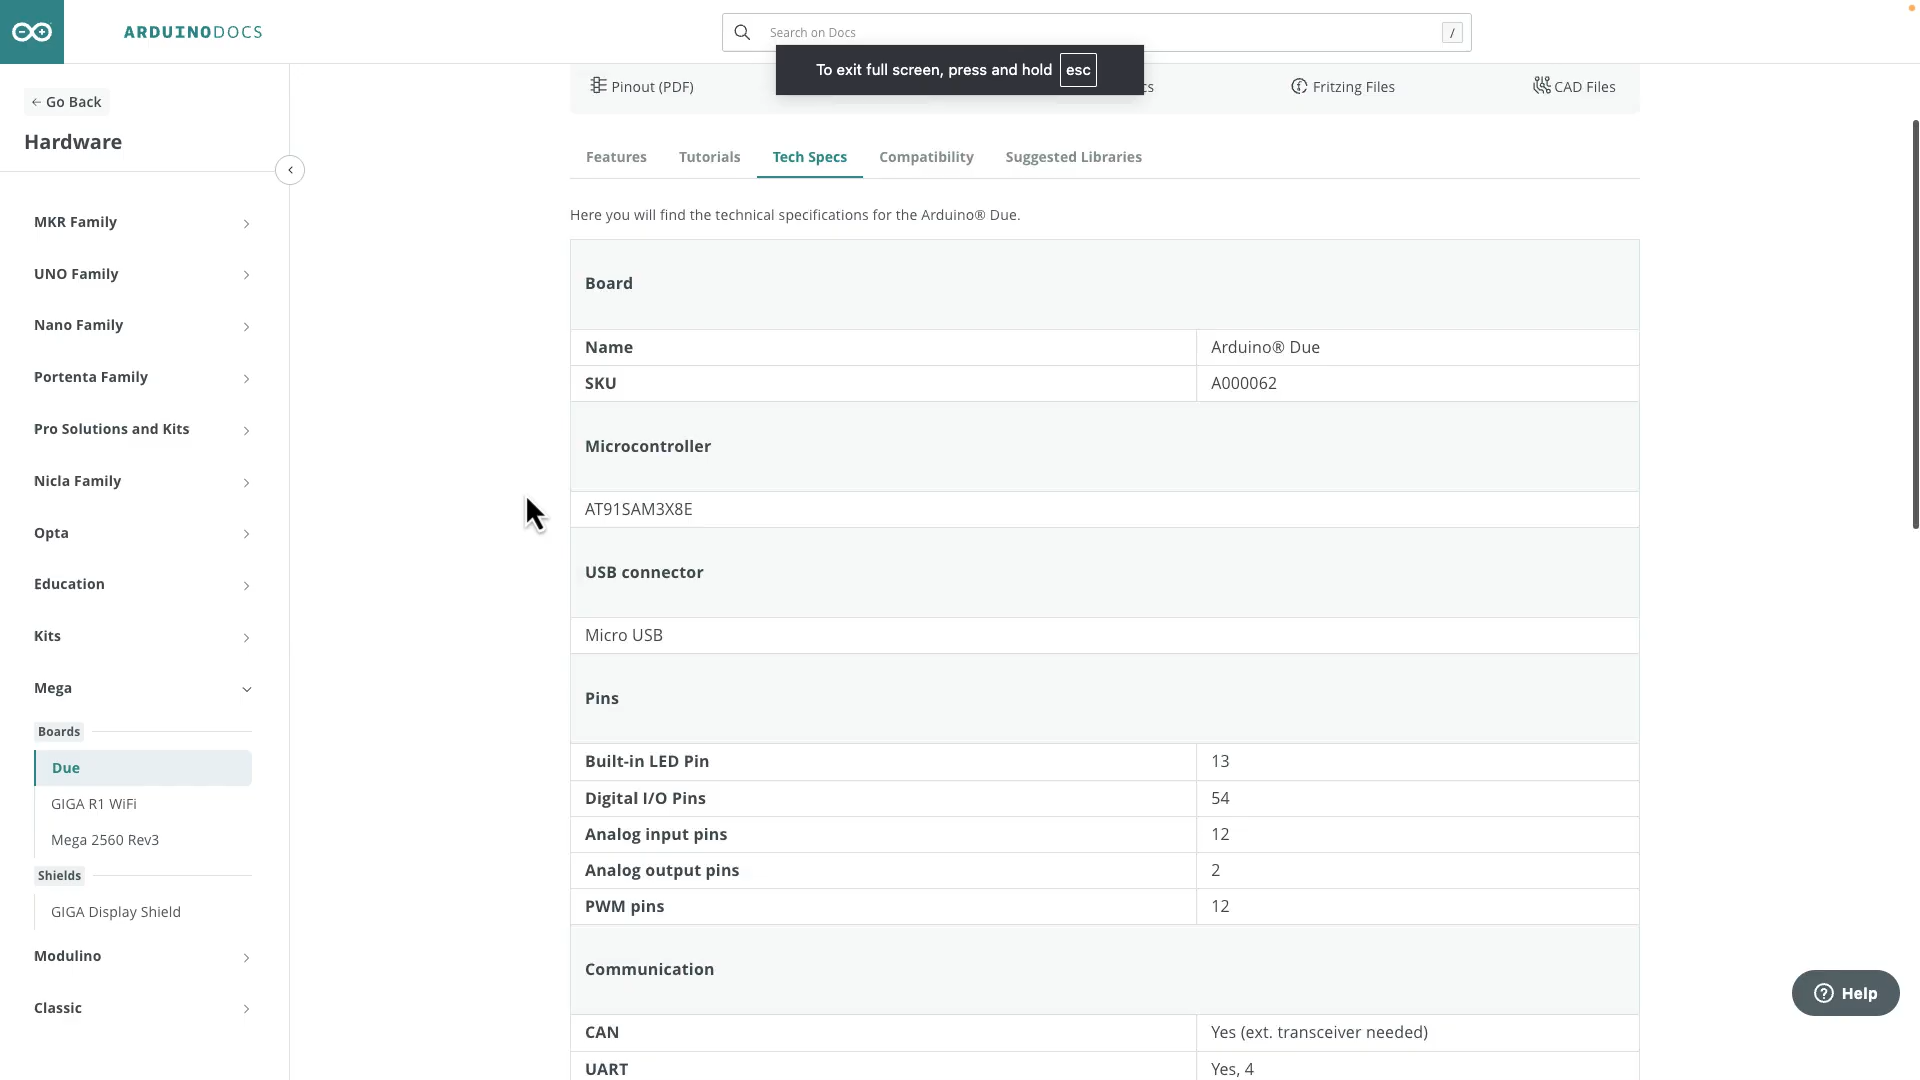 ARDUINODOCS
Search on Docs
/
To exit full screen, press and hold esc
Pinout (PDF)
cs
Fritzing Files
CAD Files
← Go Back
Hardware
Features
Tutorials
Tech Specs
Compatibility
Suggested Libraries
MKR Family
UNO Family
Nano Family
Portenta Family
Pro Solutions and Kits
Nicla Family
Opta
Education
Kits
Mega
Boards
Due
GIGA R1 WiFi
Mega 2560 Rev3
Shields
GIGA Display Shield
Modulino
Classic
Here you will find the technical specifications for the Arduino® Due.
Board
Name Arduino® Due
SKU A000062
Microcontroller
AT91SAM3X8E
USB connector
Micro USB
Pins
Built-in LED Pin 13
Digital I/O Pins 54
Analog input pins 12
Analog output pins 2
PWM pins 12
Communication
CAN Yes (ext. transceiver needed)
UART Yes, 4
Help